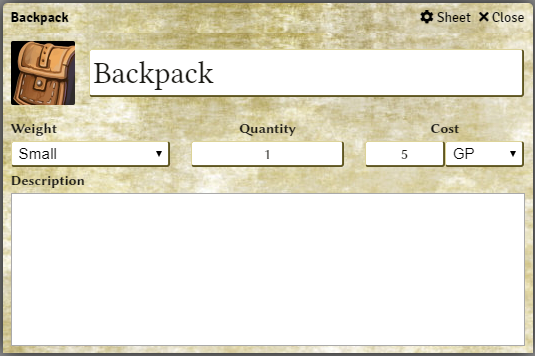 Backpack Sheet Close
Backpack
Weight Quantity Cost
Small 1 5 GP
Description